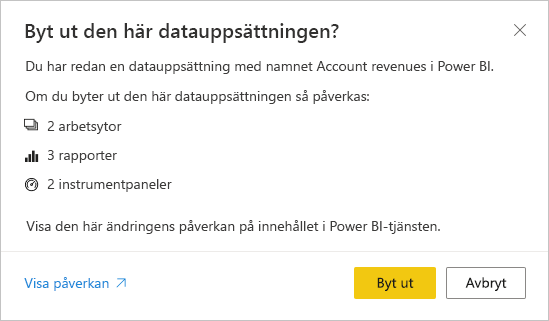 Byt ut den här datauppsättningen?
Du har redan en datauppsättning med namnet Account revenues i Power BI.
Om du byter ut den här datauppsättningen så påverkas:
2 arbetsytor
3 rapporter
2 instrumentpaneler
Visa den här ändringens påverkan på innehållet i Power BI-tjänsten.
Visa påverkan
Byt ut
Avbryt